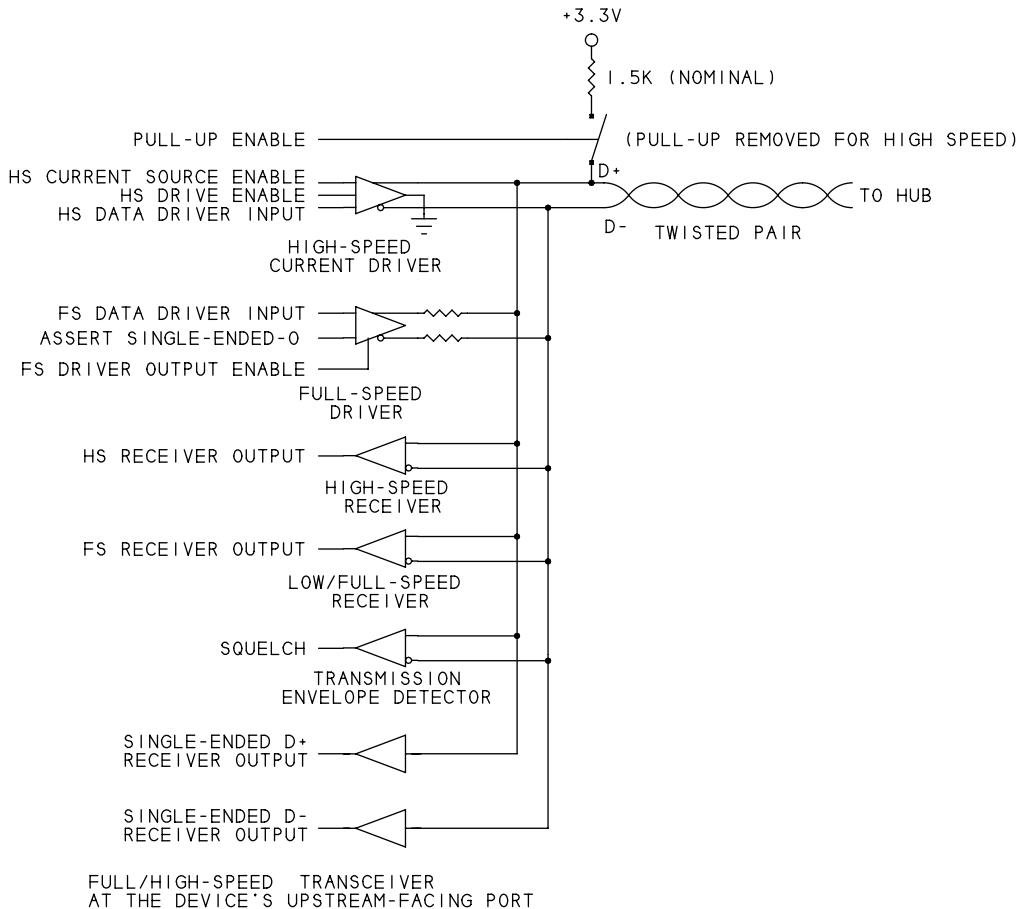 +3.3V
1.5K (NOMINAL)
PULL-UP ENABLE
(PULL-UP REMOVED FOR HIGH SPEED)
D+
HS CURRENT SOURCE ENABLE
HS DRIVE ENABLE
HS DATA DRIVER INPUT
TO HUB
D-
TWISTED PAIR
HIGH-SPEED
CURRENT DRIVER
FS DATA DRIVER INPUT
ASSERT SINGLE-ENDED-0
FS DRIVER OUTPUT ENABLE
FULL-SPEED
DRIVER
HS RECEIVER OUTPUT
HIGH-SPEED
RECEIVER
FS RECEIVER OUTPUT
LOW/FULL-SPEED
RECEIVER
SQUELCH
TRANSMISSION
ENVELOPE DETECTOR
SINGLE-ENDED D+
RECEIVER OUTPUT
SINGLE-ENDED D-
RECEIVER OUTPUT
FULL/HIGH-SPEED TRANSCEIVER
AT THE DEVICE'S UPSTREAM-FACING PORT